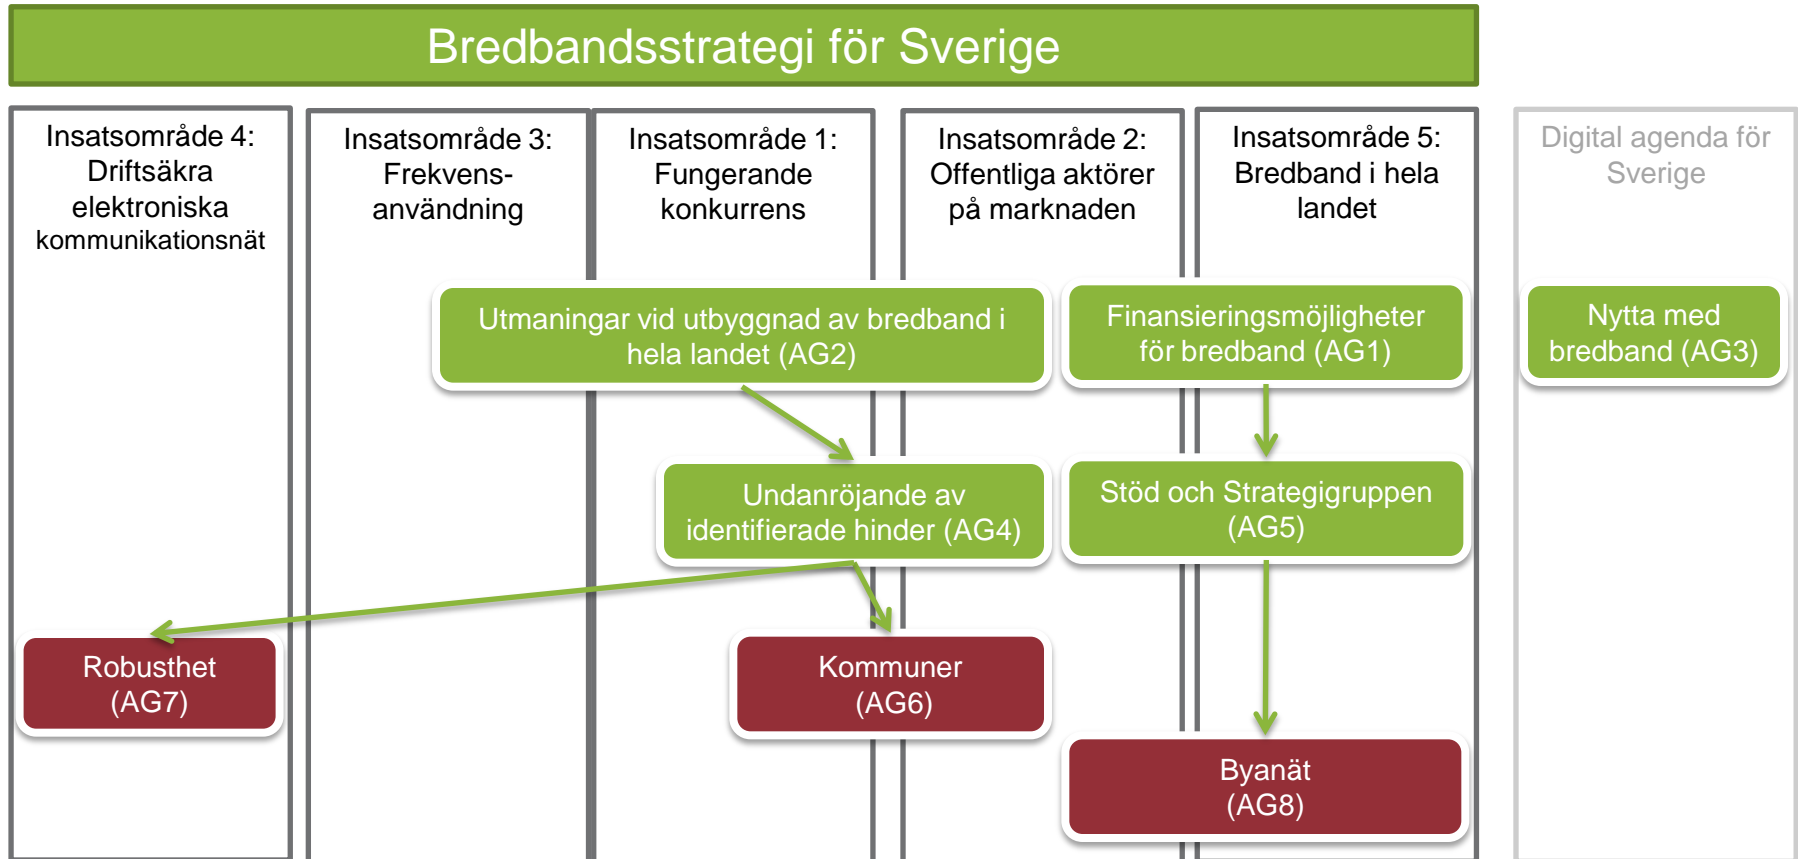 Bredbandsstrategi för Sverige
Insatsområde 4:
Driftsäkra
elektroniska
kommunikationsnät
Insatsområde 3:
Frekvens-
användning
Insatsområde 1:
Fungerande
konkurrens
Insatsområde 2:
Offentliga aktörer
på marknaden
Insatsområde 5:
Bredband i hela
landet
Digital agenda för
Sverige
Utmaningar vid utbyggnad av bredband i
hela landet (AG2)
Finansieringsmöjligheter
för bredband (AG1)
Nytta med
bredband (AG3)
Undanröjande av
identifierade hinder (AG4)
Stöd och Strategigruppen
(AG5)
Robusthet
(AG7)
Kommuner
(AG6)
Byanät
(AG8)